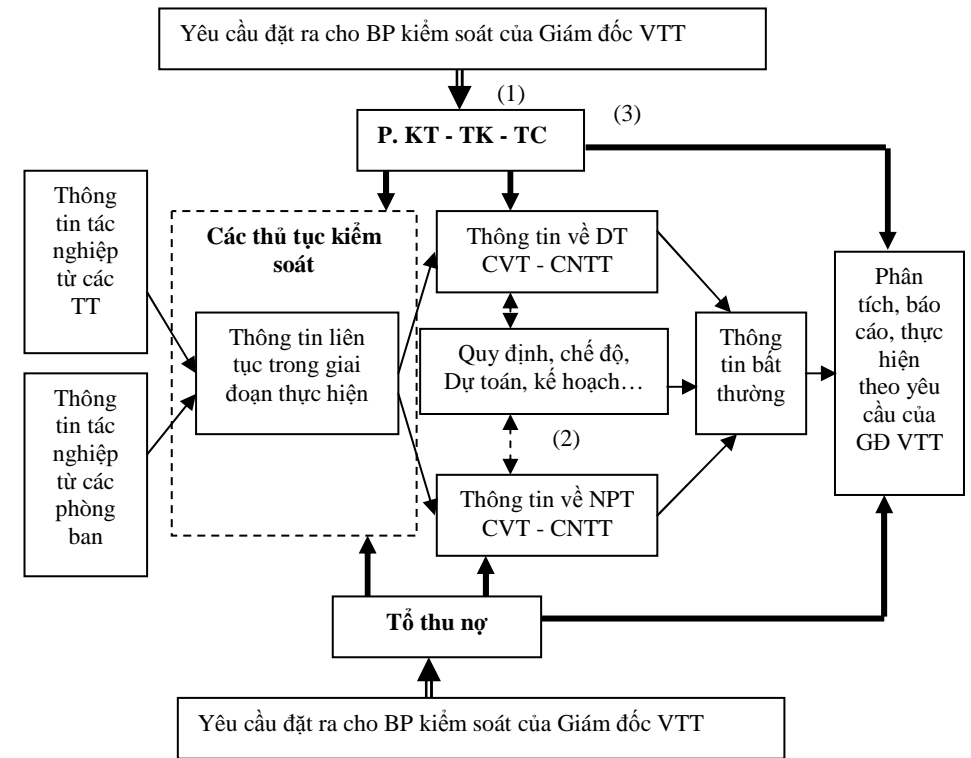 Yêu cầu đặt ra cho BP kiểm soát của Giám đốc VTT
(1)
(3)
P. KT - TK - TC
Thông
tin tác
nghiệp
từ các
TT
Các thủ tục kiểm
soát
Thông tin liên
tục trong giai
đoạn thực hiện
Thông tin về DT
CVT - CNTT
Quy định, chế độ,
Dự toán, kế hoạch…
(2)
Thông tin về NPT
CVT - CNTT
Thông
tin bất
thường
Phân
tích, báo
cáo, thực
hiện
theo yêu
cầu của
GĐ VTT
Thông
tin tác
nghiệp
từ các
phòng
ban
Tổ thu nợ
Yêu cầu đặt ra cho BP kiểm soát của Giám đốc VTT